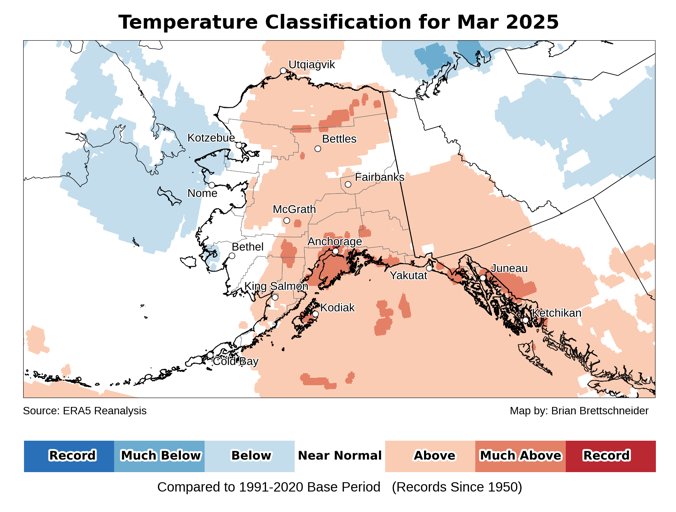 Temperature Classification for Mar 2025
Utqiaġvik
Kotzebue
Bettles
Fairbanks
Nome
McGrath
Anchorage
Bethel
Juneau
Yakutat
King Salmon
Kodiak
Ketchikan
Cold Bay
Source: ERA5 Reanalysis
Map by: Brian Brettschneider
Record Much Below Below Near Normal Above Much Above Record
Compared to 1991-2020 Base Period (Records Since 1950)